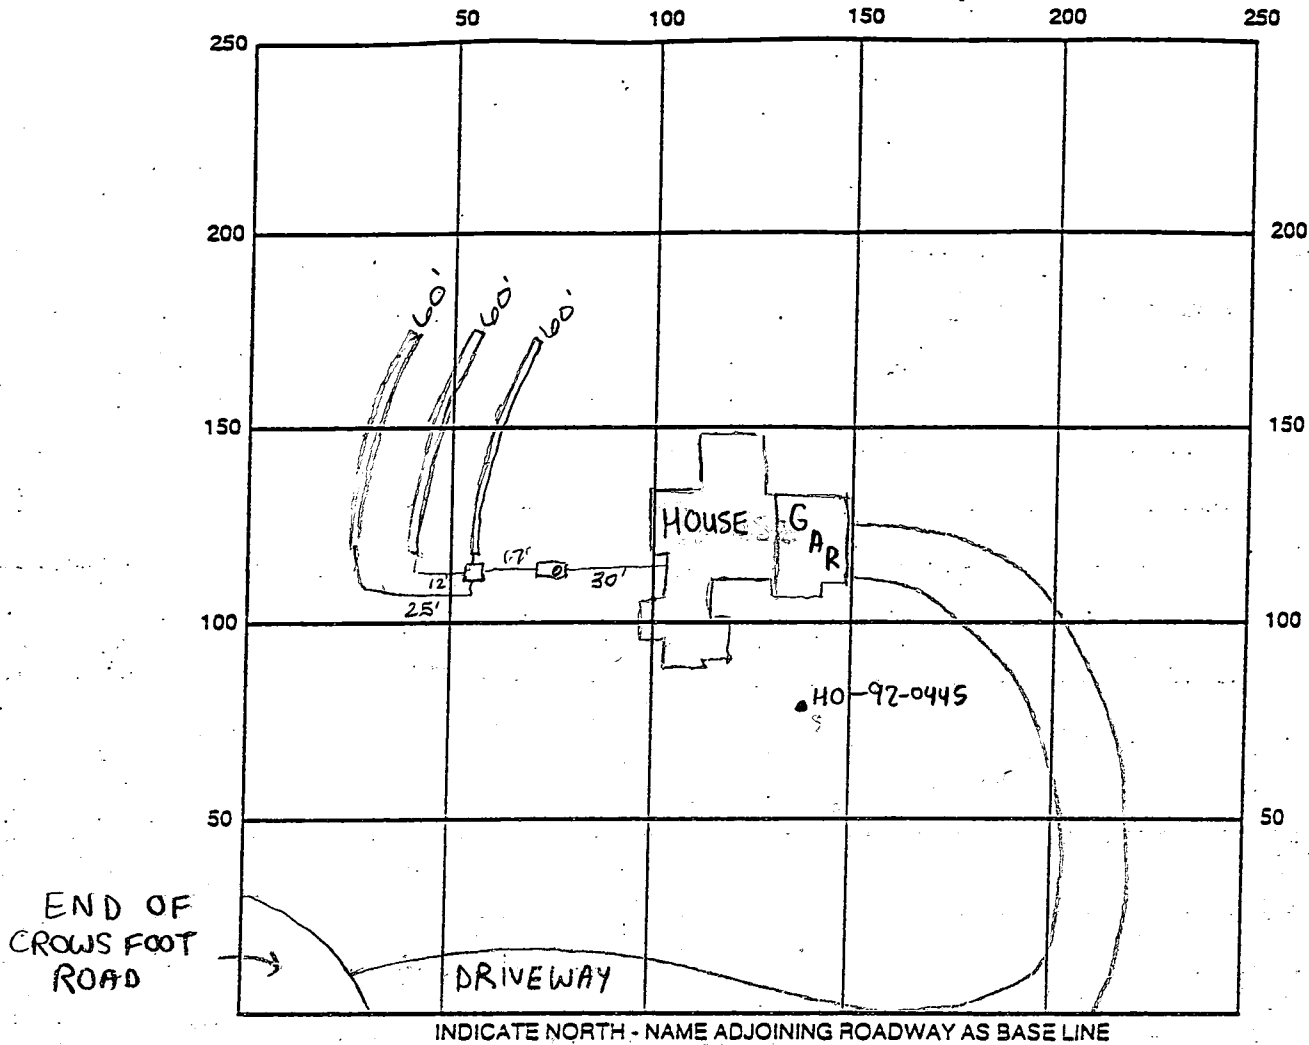 50 100 150 200 250
250
200 200
60' 60' 60'
150 150
HOUSE GAR
17'
30'
12
25'
100 100
HO-92-0445
50 50
END OF
CROWS FOOT
ROAD
DRIVEWAY
INDICATE NORTH - NAME ADJOINING ROADWAY AS BASE LINE